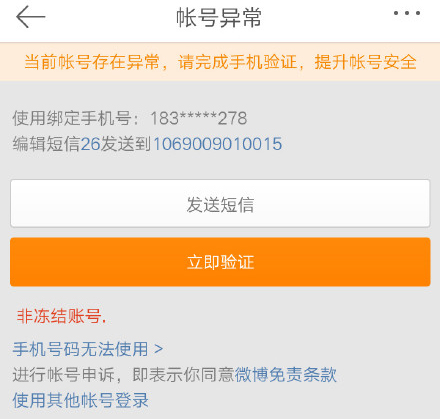 帐号异常
当前帐号存在异常，请完成手机验证，提升帐号安全
使用绑定手机号：183*****278
编辑短信26发送到1069009010015
发送短信
立即验证
非冻结账号.
手机号码无法使用 >
进行帐号申诉，即表示你同意微博免责条款
使用其他帐号登录